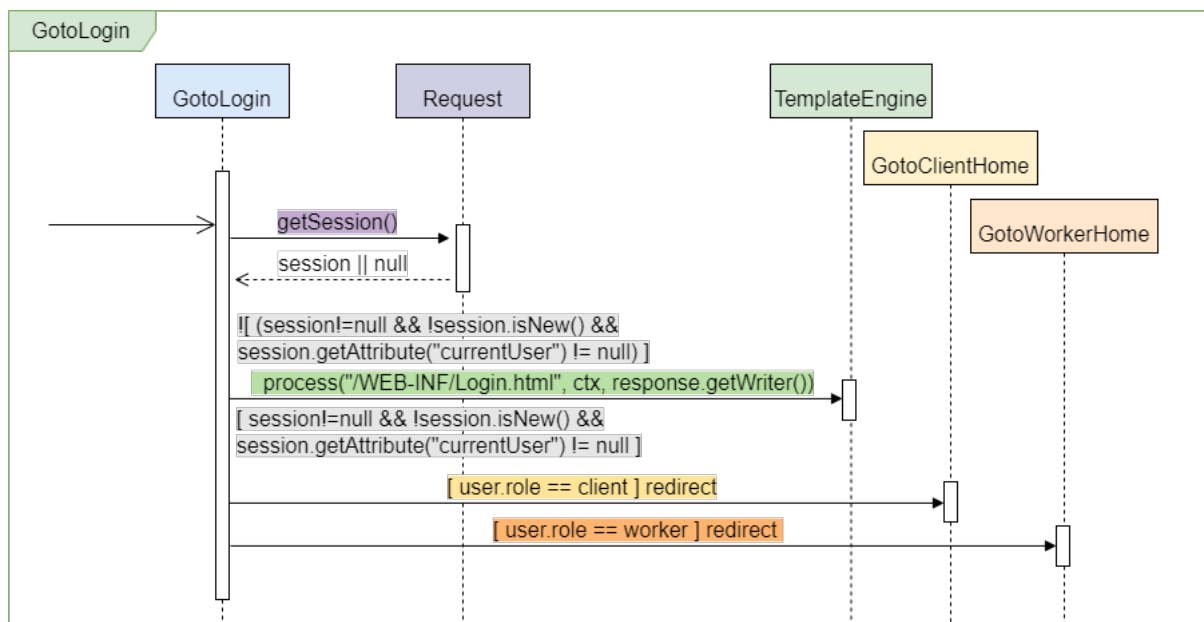 GotoLogin
GotoLogin
Request
TemplateEngine
GotoClientHome
GotoWorkerHome
getSession()
session || null
![ (session!=null && !session.isNew() &&
session.getAttribute("currentUser") != null) ]
process("/WEB-INF/Login.html", ctx, response.getWriter())
[ session!=null && !session.isNew() &&
session.getAttribute("currentUser") != null ]
[ user.role == client ] redirect
[ user.role == worker ] redirect